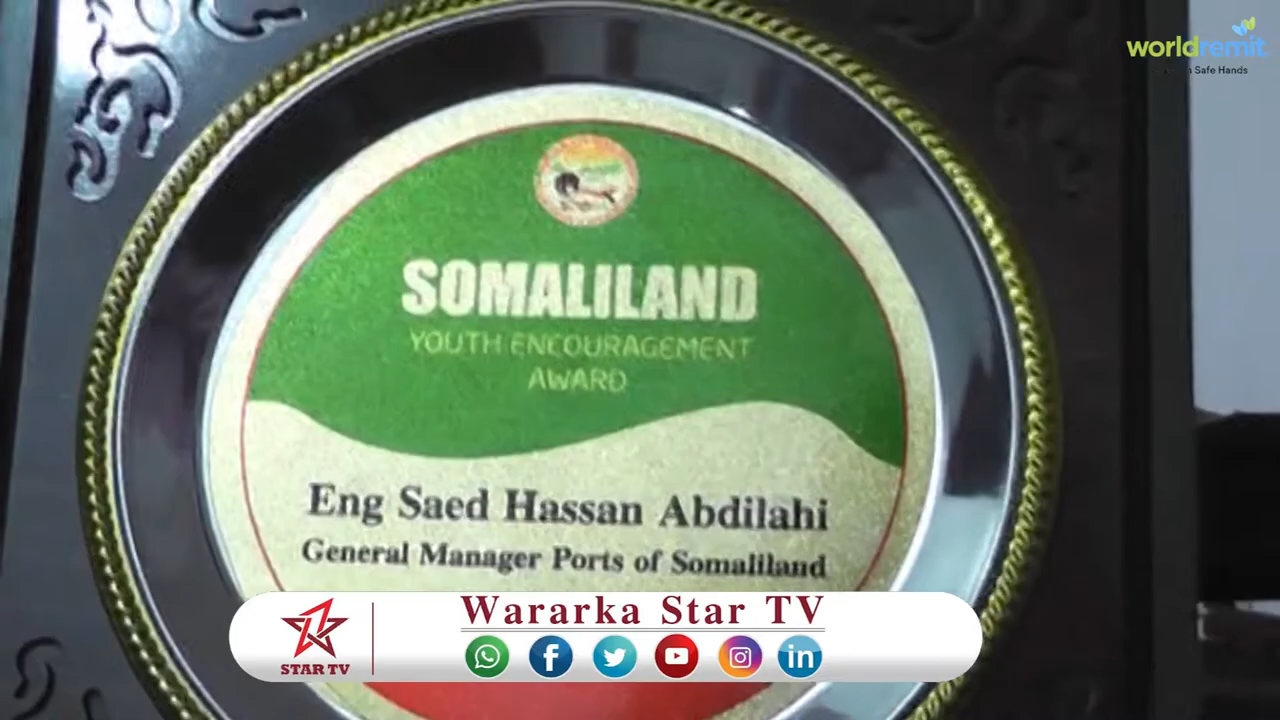 worldremit
Safe Hands
SOMALILAND
YOUTH ENCOURAGEMENT
AWARD
Eng Saed Hassan Abdilahi
General Manager Ports of Somaliland
Wararka Star TV
STAR TV